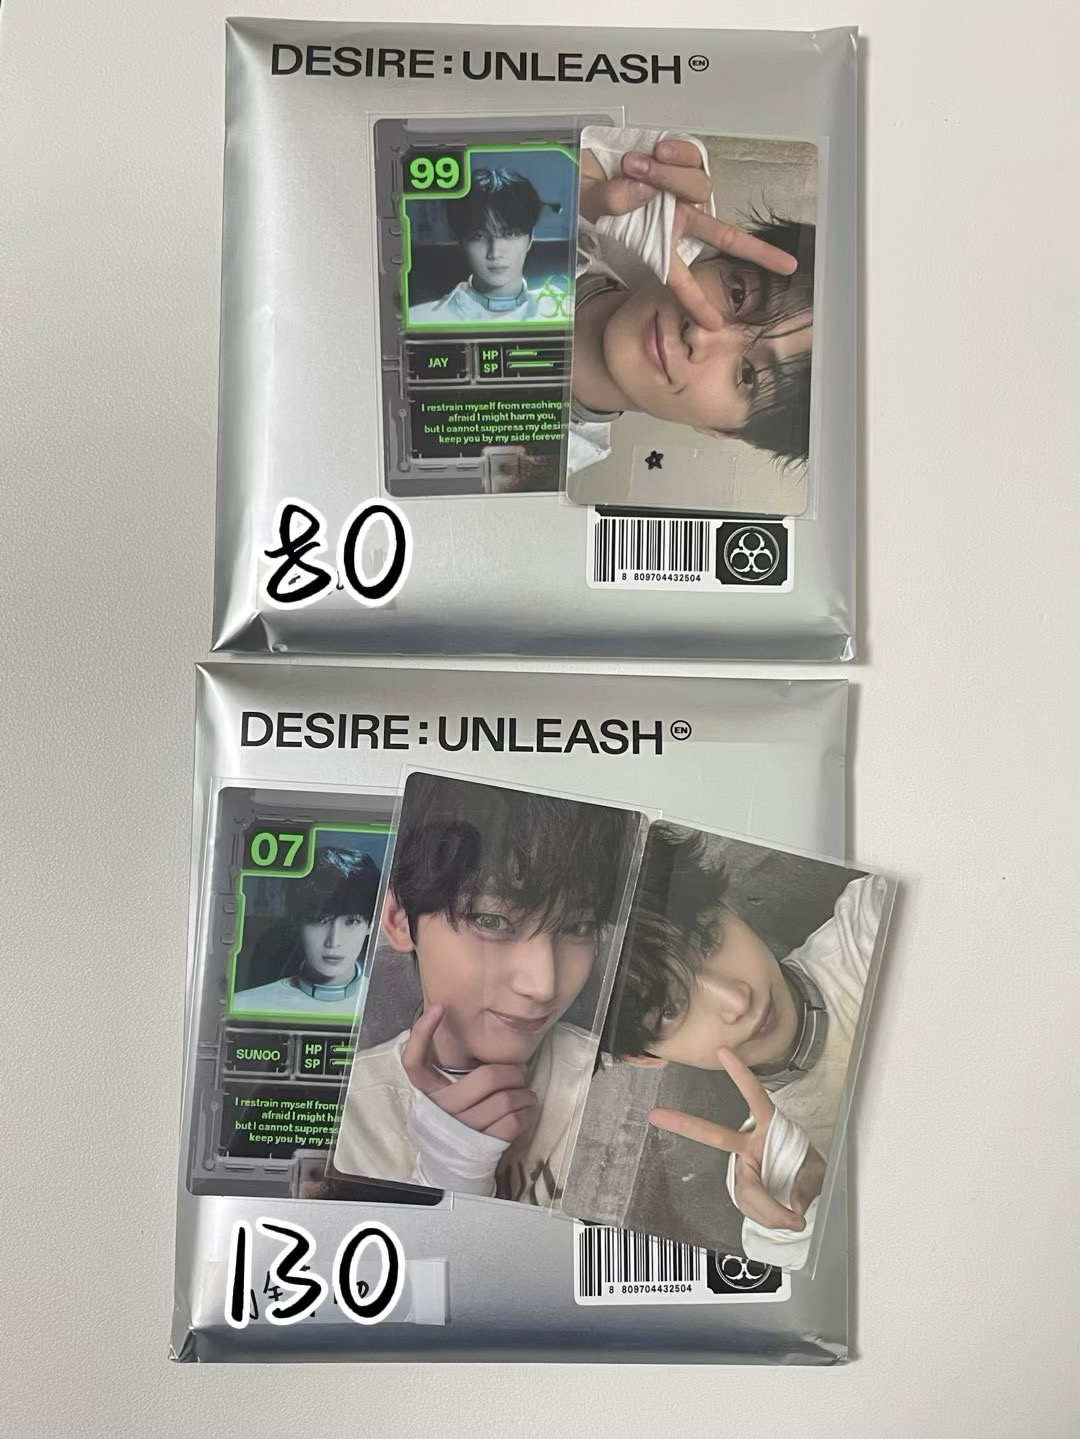 DESIRE : UNLEASH EN
99
JAY
HP
SP
I restrain myself from reaching
afraid I might harm you,
but I cannot suppress my desire
keep you by my side forever
80
8 809704432504
DESIRE : UNLEASH EN
07
SUNOO
HP
SP
I restrain myself from
afraid I might
but I cannot suppress
keep you by my
130
8 809704432504